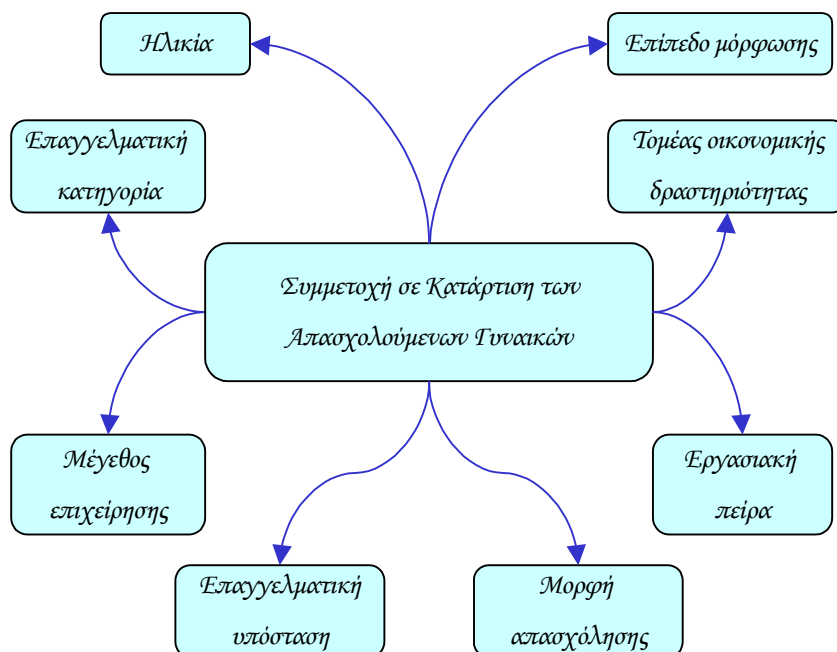 Ηλικία
Επίπεδο μόρφωσης
Επαγγελματική
κατηγορία
Τομέας οικονομικής
δραστηριότητας
Συμμετοχή σε Κατάρτιση των
Απασχολούμενων Γυναικών
Μέγεθος
επιχείρησης
Εργασιακή
πείρα
Επαγγελματική
υπόσταση
Μορφή
απασχόλησης